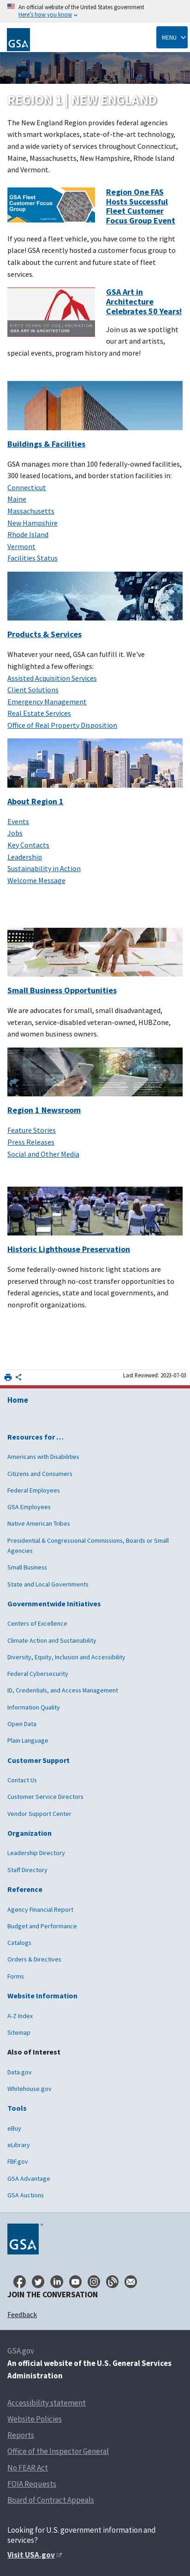 An official website of the United States government
Here's how you know
GSA
MENU
REGION 1 | NEW ENGLAND
The New England Region provides federal agencies
with smart workplaces, state-of-the-art technology,
and a wide variety of services throughout Connecticut,
Maine, Massachusetts, New Hampshire, Rhode Island
and Vermont.
GSA Fleet
Customer Focus
Group
Region One FAS
Hosts Successful
Fleet Customer
Focus Group Event
If you need a fleet vehicle, you have come to the right
place! GSA recently hosted a customer focus group to
talk about the current and future state of fleet
services.
FIFTY YEARS OF COLLABORATION
GSA ART IN ARCHITECTURE
GSA Art in
Architecture
Celebrates 50 Years!
Join us as we spotlight
our art and artists,
special events, program history and more!
Buildings & Facilities
GSA manages more than 100 federally-owned facilities,
300 leased locations, and border station facilities in:
Connecticut
Maine
Massachusetts
New Hampshire
Rhode Island
Vermont
Facilities Status
Products & Services
Whatever your need, GSA can fulfill it. We've
highlighted a few offerings:
Assisted Acquisition Services
Client Solutions
Emergency Management
Real Estate Services
Office of Real Property Disposition
About Region 1
Events
Jobs
Key Contacts
Leadership
Sustainability in Action
Welcome Message
Small Business Opportunities
We are advocates for small, small disadvantaged,
veteran, service-disabled veteran-owned, HUBZone,
and women business owners.
Region 1 Newsroom
Feature Stories
Press Releases
Social and Other Media
Historic Lighthouse Preservation
Some federally-owned historic light stations are
made available through no-cost transfer opportunities to
federal agencies, state and local governments, and
nonprofit organizations.
Last Reviewed: 2023-07-03
Home
Resources for …
Americans with Disabilities
Citizens and Consumers
Federal Employees
GSA Employees
Native American Tribes
Presidential & Congressional Commissions, Boards or Small
Agencies
Small Business
State and Local Governments
Governmentwide Initiatives
Centers of Excellence
Climate Action and Sustainability
Diversity, Equity, Inclusion and Accessibility
Federal Cybersecurity
ID, Credentials, and Access Management
Information Quality
Open Data
Plain Language
Customer Support
Contact Us
Customer Service Directors
Vendor Support Center
Organization
Leadership Directory
Staff Directory
Reference
Agency Financial Report
Budget and Performance
Catalogs
Orders & Directives
Forms
Website Information
A-Z Index
Sitemap
Also of Interest
Data.gov
Whitehouse.gov
Tools
eBuy
eLibrary
FBF.gov
GSA Advantage
GSA Auctions
GSA
JOIN THE CONVERSATION
Feedback
GSA.gov
An official website of the U.S. General Services
Administration
Accessibility statement
Website Policies
Reports
Office of the Inspector General
No FEAR Act
FOIA Requests
Board of Contract Appeals
Looking for U.S. government information and
services?
Visit USA.gov